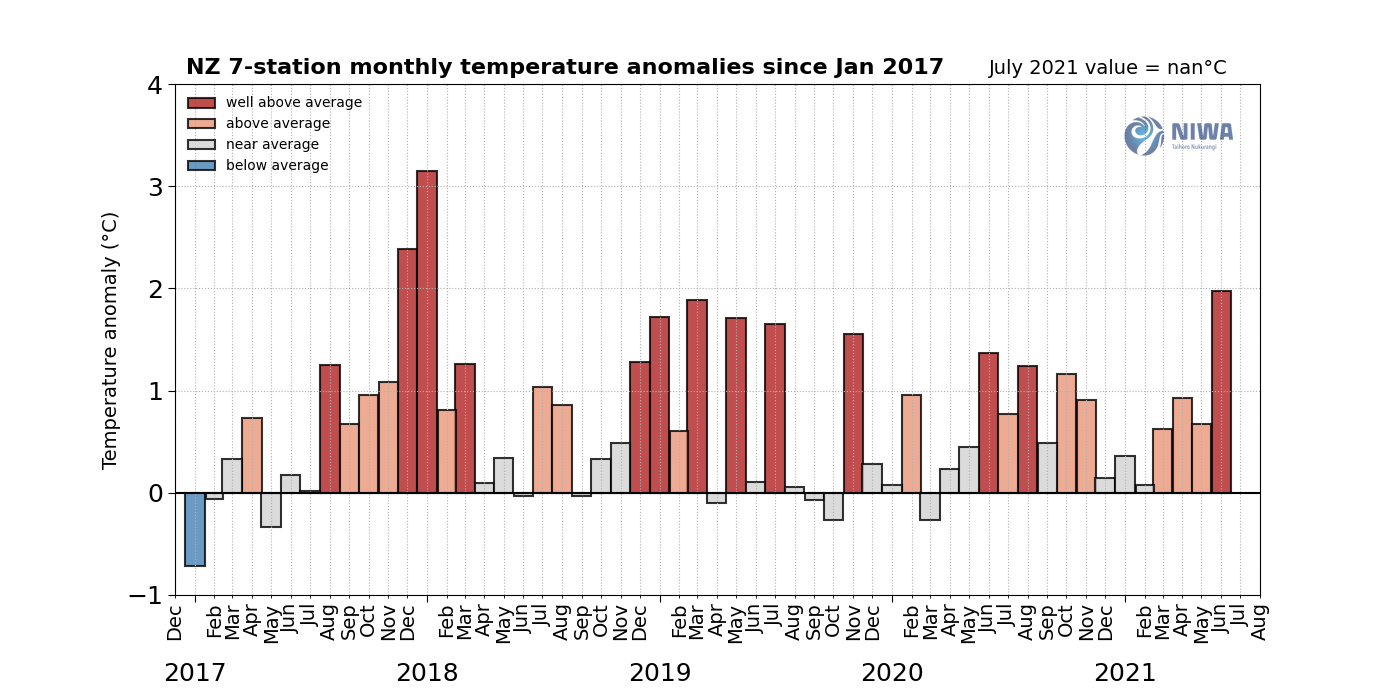 NZ 7-station monthly temperature anomalies since Jan 2017 July 2021 value = nan°C
4
well above average
above average
near average
below average
NIWA
Taihoro Nukurangi
3
2
1
0
−1
Temperature anomaly (°C)
Dec Feb Mar Apr May Jun Jul Aug Sep Oct Nov Dec Feb Mar Apr May Jun Jul Aug Sep Oct Nov Dec Feb Mar Apr May Jun Jul Aug Sep Oct Nov Dec Feb Mar Apr May Jun Jul Aug Sep Oct Nov Dec Feb Mar Apr May Jun Jul Aug
2017 2018 2019 2020 2021